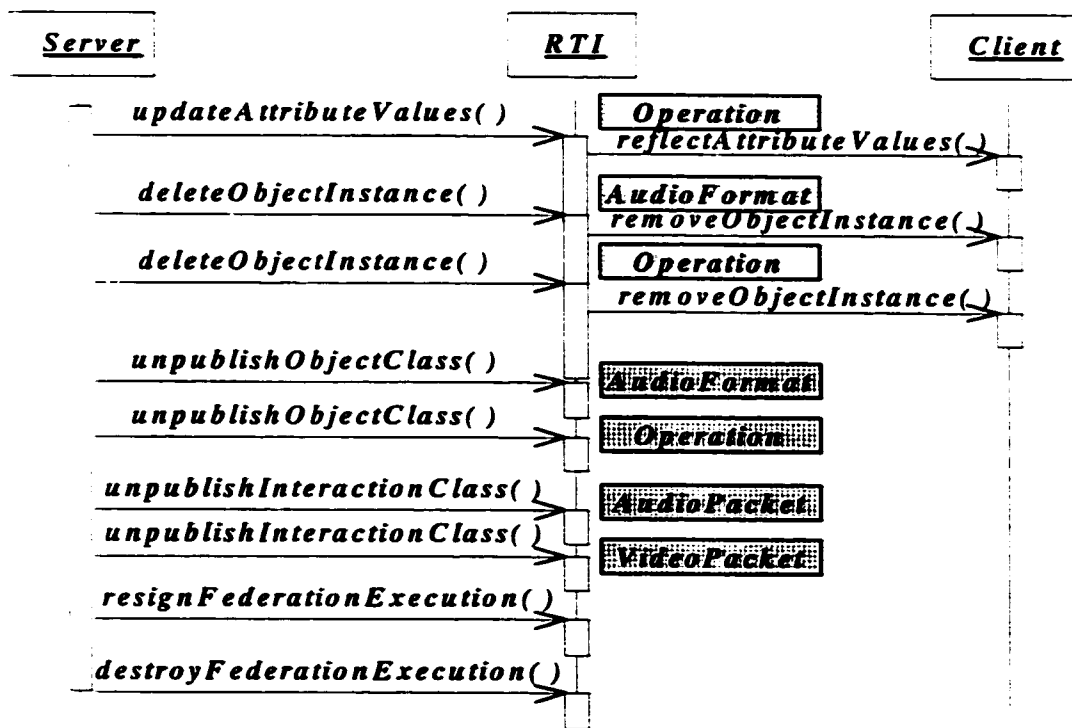 Server
RTI
Client
updateAttributeValues( )
Operation
reflectAttributeValues( )
deleteObjectInstance( )
AudioFormat
removeObjectInstance( )
deleteObjectInstance( )
Operation
removeObjectInstance( )
unpublishObjectClass( )
AudioFormat
unpublishObjectClass( )
Operation
unpublishInteractionClass( )
AudioPacket
unpublishInteractionClass( )
VideoPacket
resignFederationExecution( )
destroyFederationExecution( )